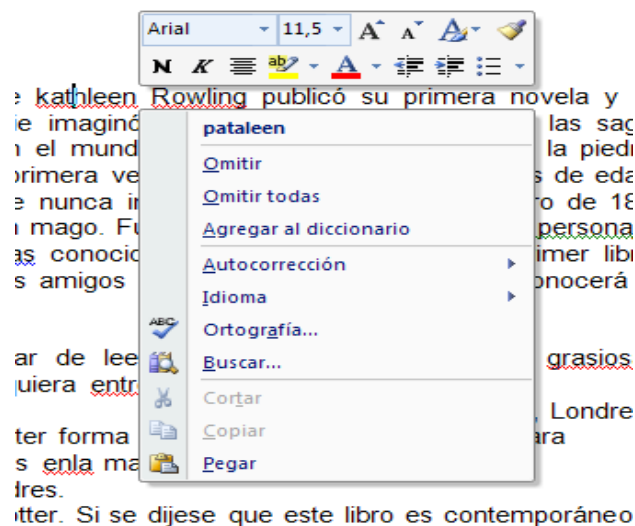 Arial 11,5 A A A
N K ab A
e kathleen Rowling publicó su primera novela y
ie imaginó las sag
n el mund la piedr
primera ve s de eda
e nunca ir ro de 18
n mago. Fu persona
as conocic imer libr
s amigos onocerá
pataleen
Omitir
Omitir todas
Agregar al diccionario
Autocorrección
Idioma
ABC Ortografía...
Buscar...
Cortar
Copiar
Pegar
ar de lee grasios
quiera entr
, Londre
ter forma ara
s enla ma
dres.
otter. Si se dijese que este libro es contemporáneo